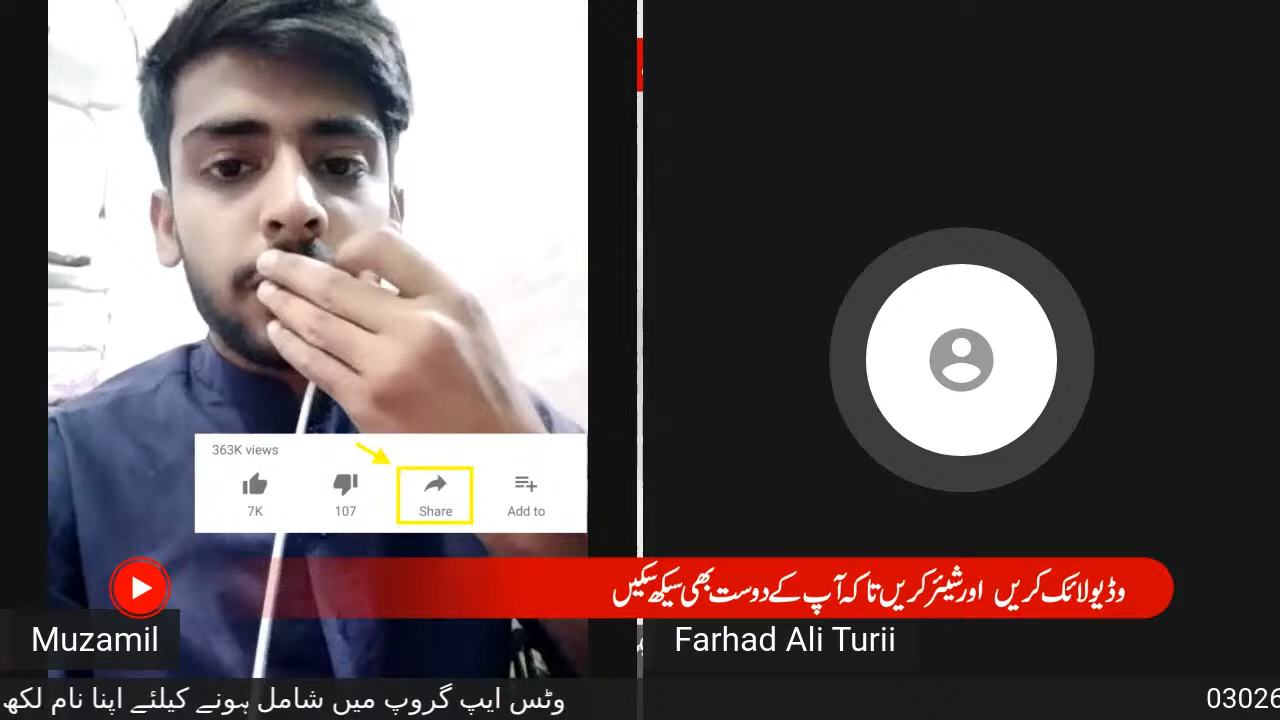 363K views
7K
107
Share
Add to
وڈیو لائک کریں اور شیئر کریں تاکہ آپ کے دوست بھی سیکھ سکیں
Muzamil
Farhad Ali Turii
وٹس ایپ گروپ میں شامل ہونے کیلئے اپنا نام لکھ
03026